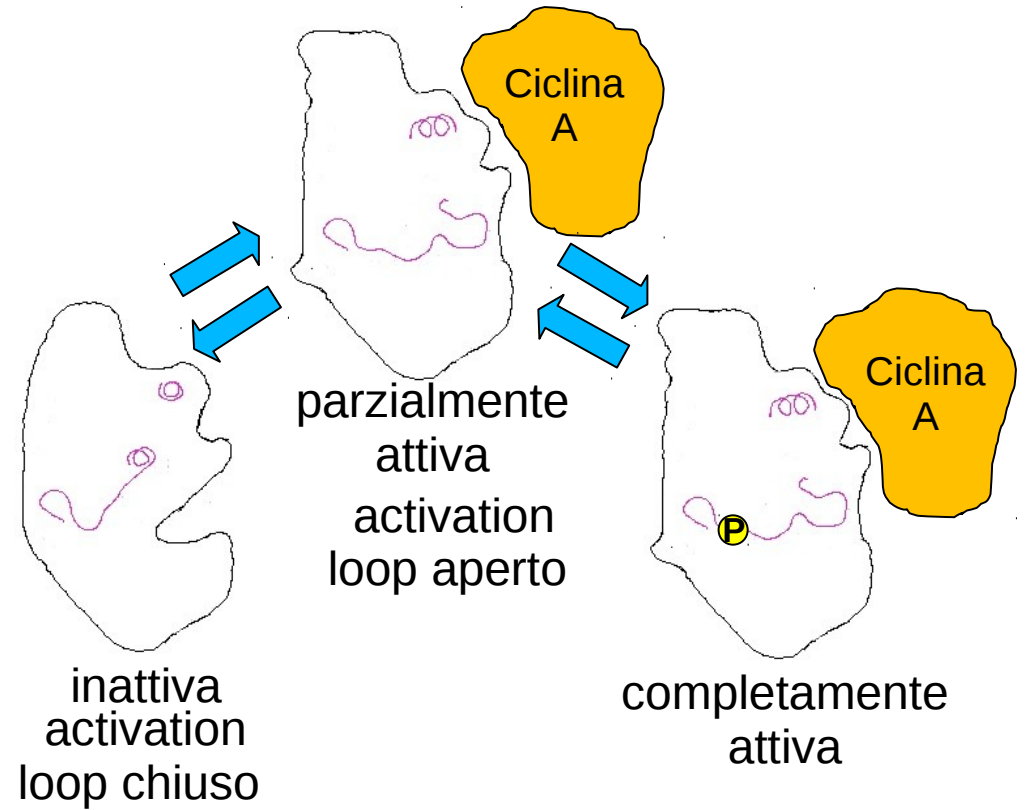 Ciclina
A
parzialmente
attiva
activation
loop aperto
Ciclina
A
P
inattiva
activation
loop chiuso
completamente
attiva